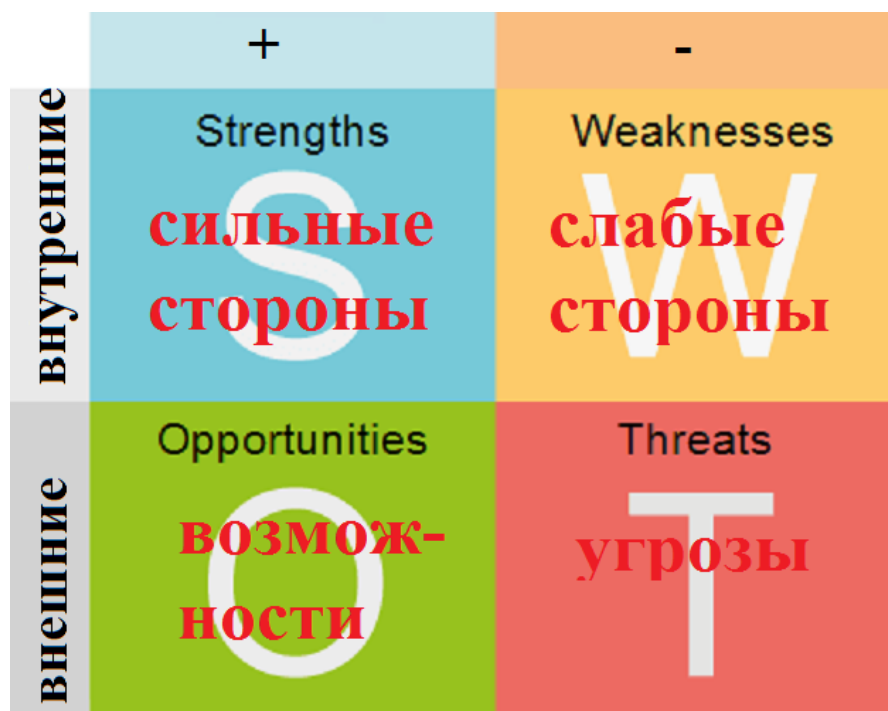 +
-
внутренние
Strengths
S
сильные
стороны
Weaknesses
W
слабые
стороны
внешние
Opportunities
O
возмож-
ности
Threats
T
угрозы